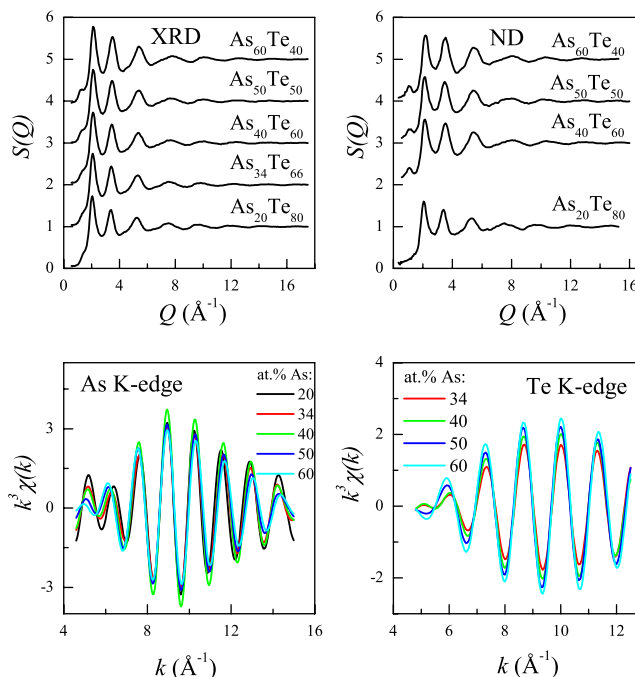 XRD
As₆₀Te₄₀
As₅₀Te₅₀
As₄₀Te₆₀
As₃₄Te₆₆
As₂₀Te₈₀
S(Q)
6
5
4
3
2
1
0
0 4 8 12 16
Q (Å⁻¹)
ND
As₆₀Te₄₀
As₅₀Te₅₀
As₄₀Te₆₀
As₂₀Te₈₀
S(Q)
6
5
4
3
2
1
0
0 4 8 12 16
Q (Å⁻¹)
As K-edge
at.% As:
20
34
40
50
60
k³χ(k)
3
0
-3
4 8 12 16
k (Å⁻¹)
Te K-edge
at.% As:
34
40
50
60
k³χ(k)
4
2
0
-2
4 6 8 10 12
k (Å⁻¹)